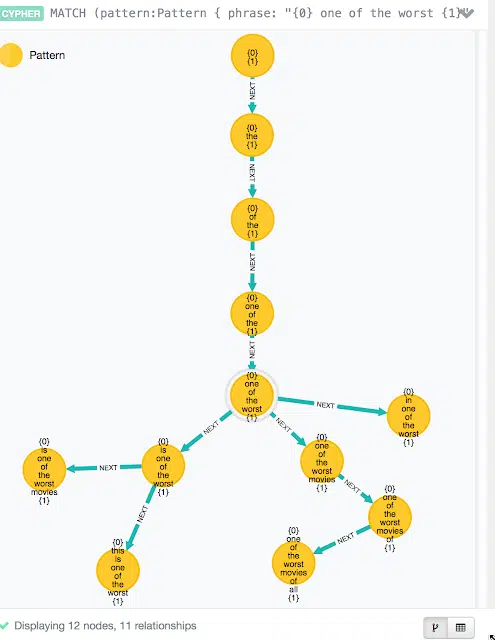 CYPHER MATCH (pattern:Pattern { phrase: "{0} one of the worst {1}
Pattern
{0}
{1}
NEXT
{0}
the
{1}
NEXT
{0}
of
the
{1}
NEXT
{0}
one
of
the
{1}
NEXT
{0}
one
of
the
worst
{1}
NEXT
{0}
in
one
of
the
worst
{1}
NEXT
NEXT
{0}
is
one
of
the
worst
{1}
NEXT
{0}
is
one
of
the
worst
movies
{1}
NEXT
{0}
this
is
one
of
the
worst
{1}
{0}
one
of
the
worst
movies
{1}
NEXT
{0}
one
of
the
worst
movies
of
{1}
NEXT
{0}
one
of
the
worst
movies
of
all
{1}
Displaying 12 nodes, 11 relationships